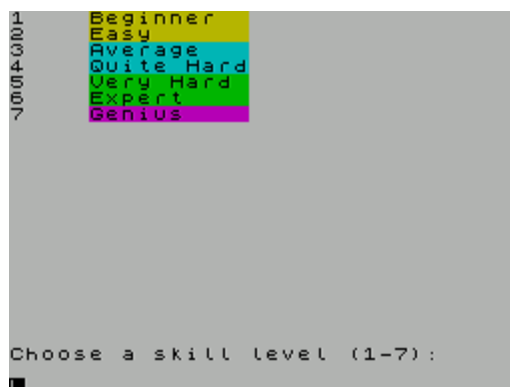 1 Beginner
2 Easy
3 Average
4 Quite Hard
5 Very Hard
6 Expert
7 Genius
Choose a skill level (1-7):
L